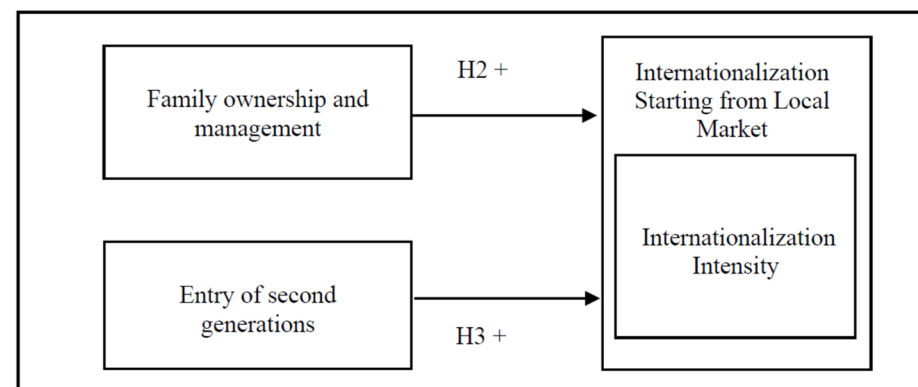 Family ownership and
management
H2 +
Internationalization
Starting from Local
Market
Internationalization
Intensity
Entry of second
generations
H3 +